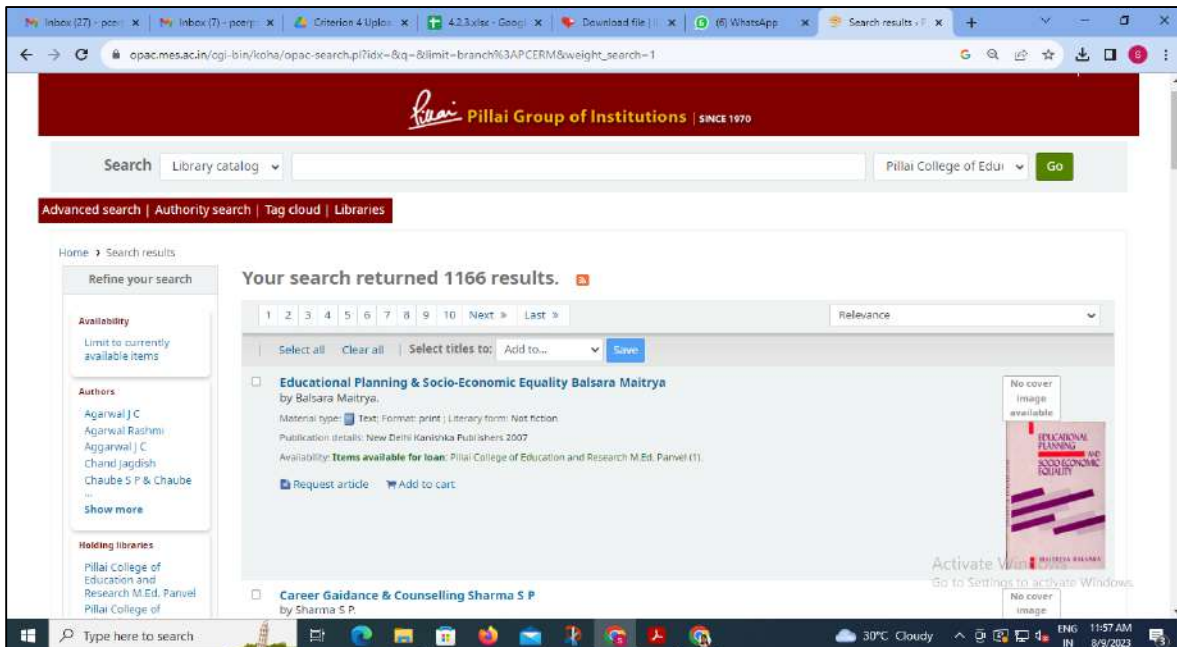 Inbox (27) - pcer
Inbox (7) - pcerp
Criterion 4 Uploa
4.2.3.xlsx - Googl
Download file |
(6) WhatsApp
Search results › P
opac.mes.ac.in/cgi-bin/koha/opac-search.pl?idx=&q=&limit=branch%3APCERM&weight_search=1
Pillai Pillai Group of Institutions | SINCE 1970
Search Library catalog Pillai College of Edu Go
Advanced search | Authority search | Tag cloud | Libraries
Home › Search results
Refine your search
Availability
Limit to currently
available items
Authors
Agarwal J C
Agarwal Rashmi
Aggarwal J C
Chand Jagdish
Chaube S P & Chaube
...
Show more
Holding libraries
Pillai College of
Education and
Research M.Ed. Panvel
Pillai College of
Your search returned 1166 results.
1 2 3 4 5 6 7 8 9 10 Next » Last »
Relevance
Select all Clear all | Select titles to: Add to... Save
Educational Planning & Socio-Economic Equality Balsara Maitrya
by Balsara Maitrya.
Material type: Text; Format: print ; Literary form: Not fiction
Publication details: New Delhi Kanishka Publishers 2007
Availability: Items available for loan: Pillai College of Education and Research M.Ed. Panvel (1).
Request article Add to cart
No cover
image
available
EDUCATIONAL
PLANNING
AND
SOCIO ECONOMIC
EQUALITY
MAITREYA BALSARA
Career Gaidance & Counselling Sharma S P
by Sharma S P.
No cover
image
Activate Windows
Go to Settings to activate Windows.
Type here to search
30°C Cloudy
ENG
IN
11:57 AM
8/9/2023
3